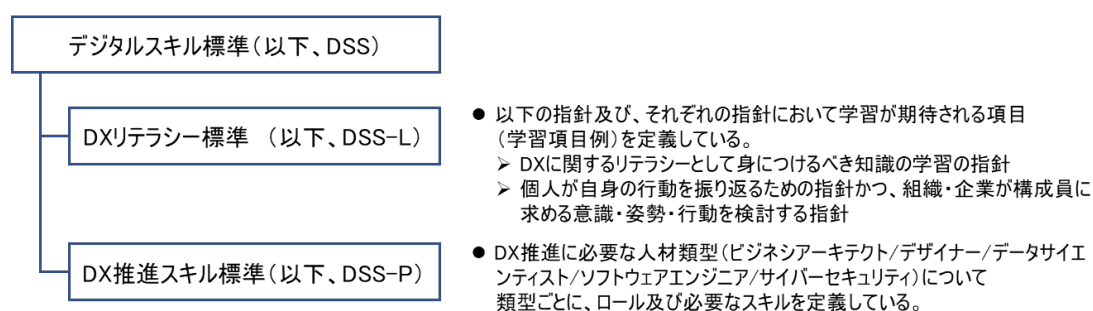 デジタルスキル標準（以下、DSS）
DXリテラシー標準　（以下、DSS-L）
● 以下の指針及び、それぞれの指針において学習が期待される項目
（学習項目例）を定義している。
➢ DXに関するリテラシーとして身につけるべき知識の学習の指針
➢ 個人が自身の行動を振り返るための指針かつ、組織・企業が構成員に
求める意識・姿勢・行動を検討する指針
DX推進スキル標準（以下、DSS-P）
● DX推進に必要な人材類型（ビジネシアーキテクト/デザイナー/データサイエ
ンティスト/ソフトウェアエンジニア/サイバーセキュリティ）について
類型ごとに、ロール及び必要なスキルを定義している。